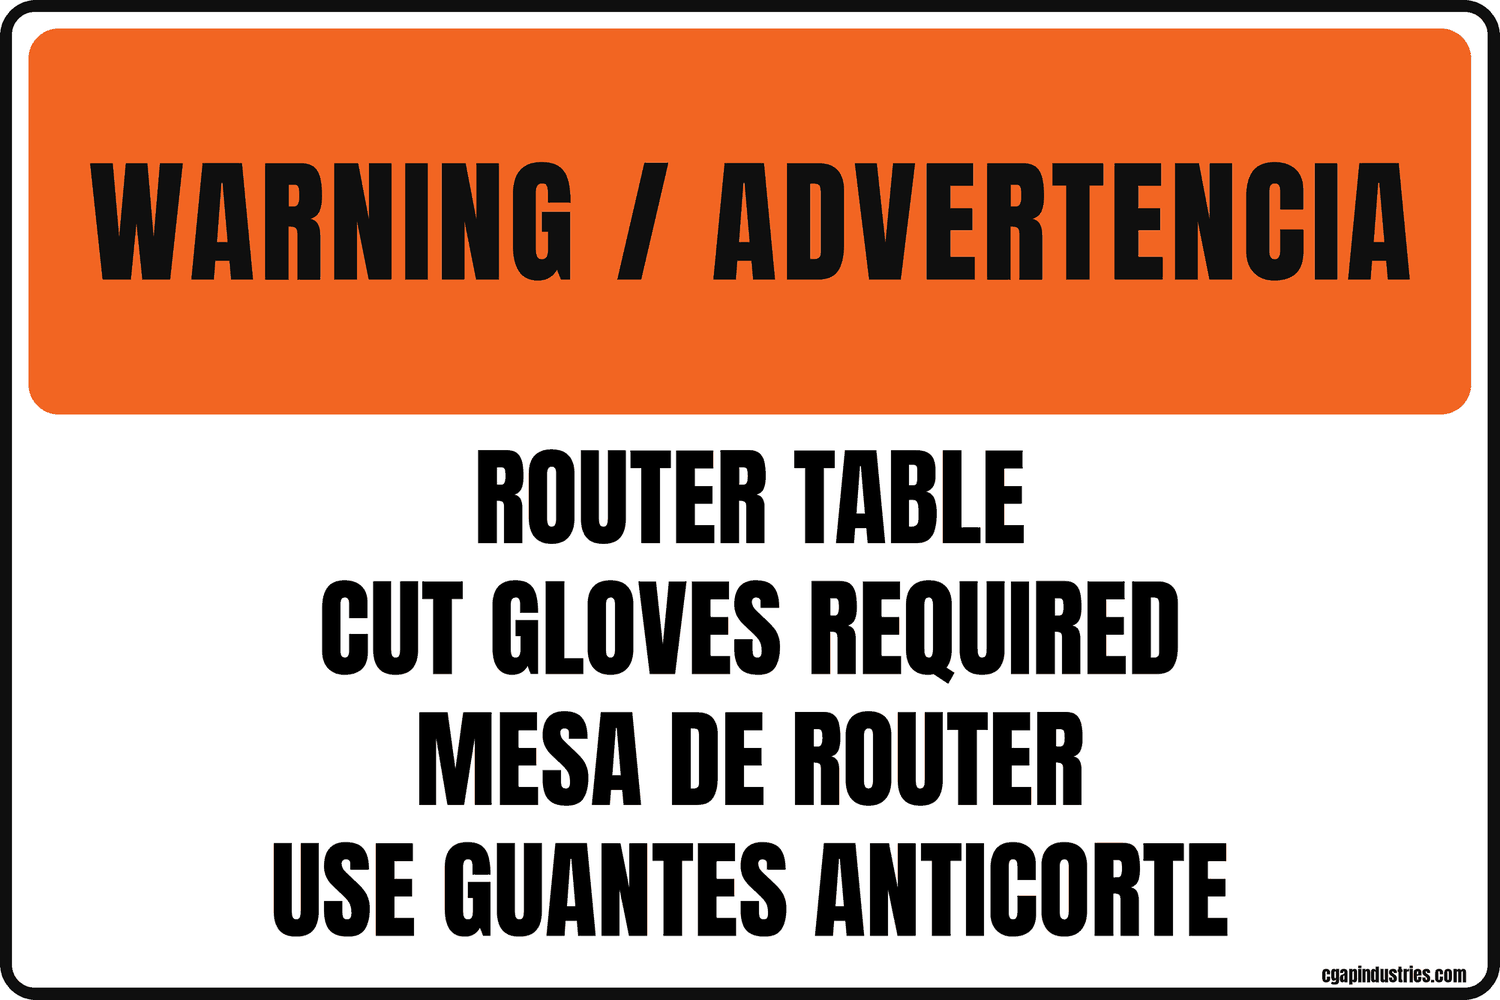 WARNING / ADVERTENCIA
ROUTER TABLE
CUT GLOVES REQUIRED
MESA DE ROUTER
USE GUANTES ANTICORTE
cgapindustries.com